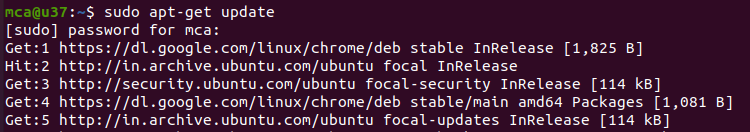 mca@u37:~$ sudo apt-get update
[sudo] password for mca:
Get:1 https://dl.google.com/linux/chrome/deb stable InRelease [1,825 B]
Hit:2 http://in.archive.ubuntu.com/ubuntu focal InRelease
Get:3 http://security.ubuntu.com/ubuntu focal-security InRelease [114 kB]
Get:4 https://dl.google.com/linux/chrome/deb stable/main amd64 Packages [1,081 B]
Get:5 http://in.archive.ubuntu.com/ubuntu focal-updates InRelease [114 kB]